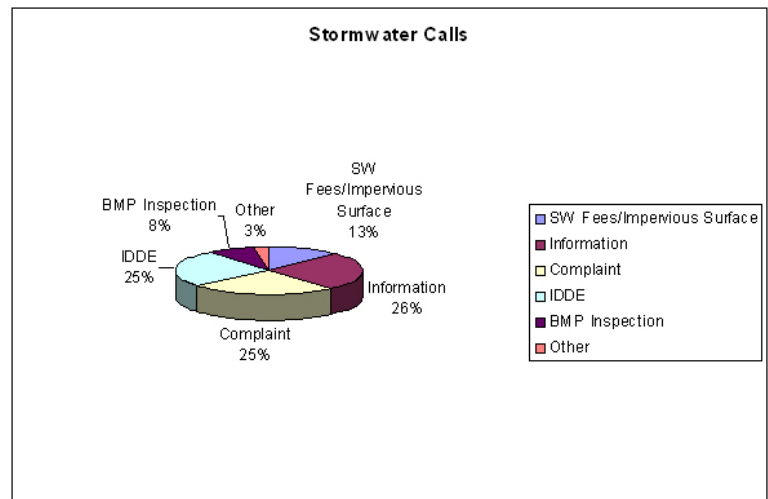 Stormwater Calls
SW
Fees/Impervious
Surface
13%
Information
26%
Complaint
25%
IDDE
25%
BMP Inspection
8%
Other
3%
SW Fees/Impervious Surface
Information
Complaint
IDDE
BMP Inspection
Other